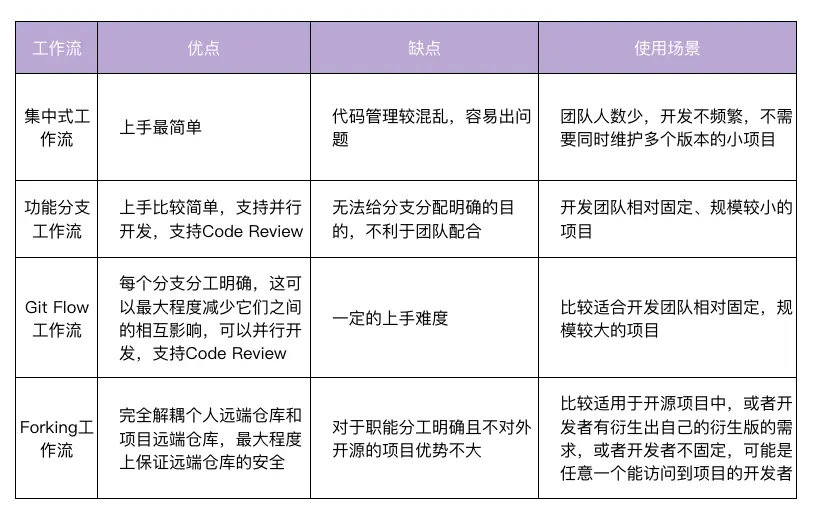 工作流
优点
缺点
使用场景
集中式工
作流
上手最简单
代码管理较混乱，容易出问
题
团队人数少，开发不频繁，不需
要同时维护多个版本的小项目
功能分支
工作流
上手比较简单，支持并行
开发，支持Code Review
无法给分支分配明确的目
的，不利于团队配合
开发团队相对固定、规模较小的
项目
Git Flow
工作流
每个分支分工明确，这可
以最大程度减少它们之间
的相互影响，可以并行开
发，支持Code Review
一定的上手难度
比较适合开发团队相对固定，规
模较大的项目
Forking工
作流
完全解耦个人远端仓库和
项目远端仓库，最大程度
上保证远端仓库的安全
对于职能分工明确且不对外
开源的项目优势不大
比较适用于开源项目中，或者开
发者有衍生出自己的衍生版的需
求，或者开发者不固定，可能是
任意一个能访问到项目的开发者